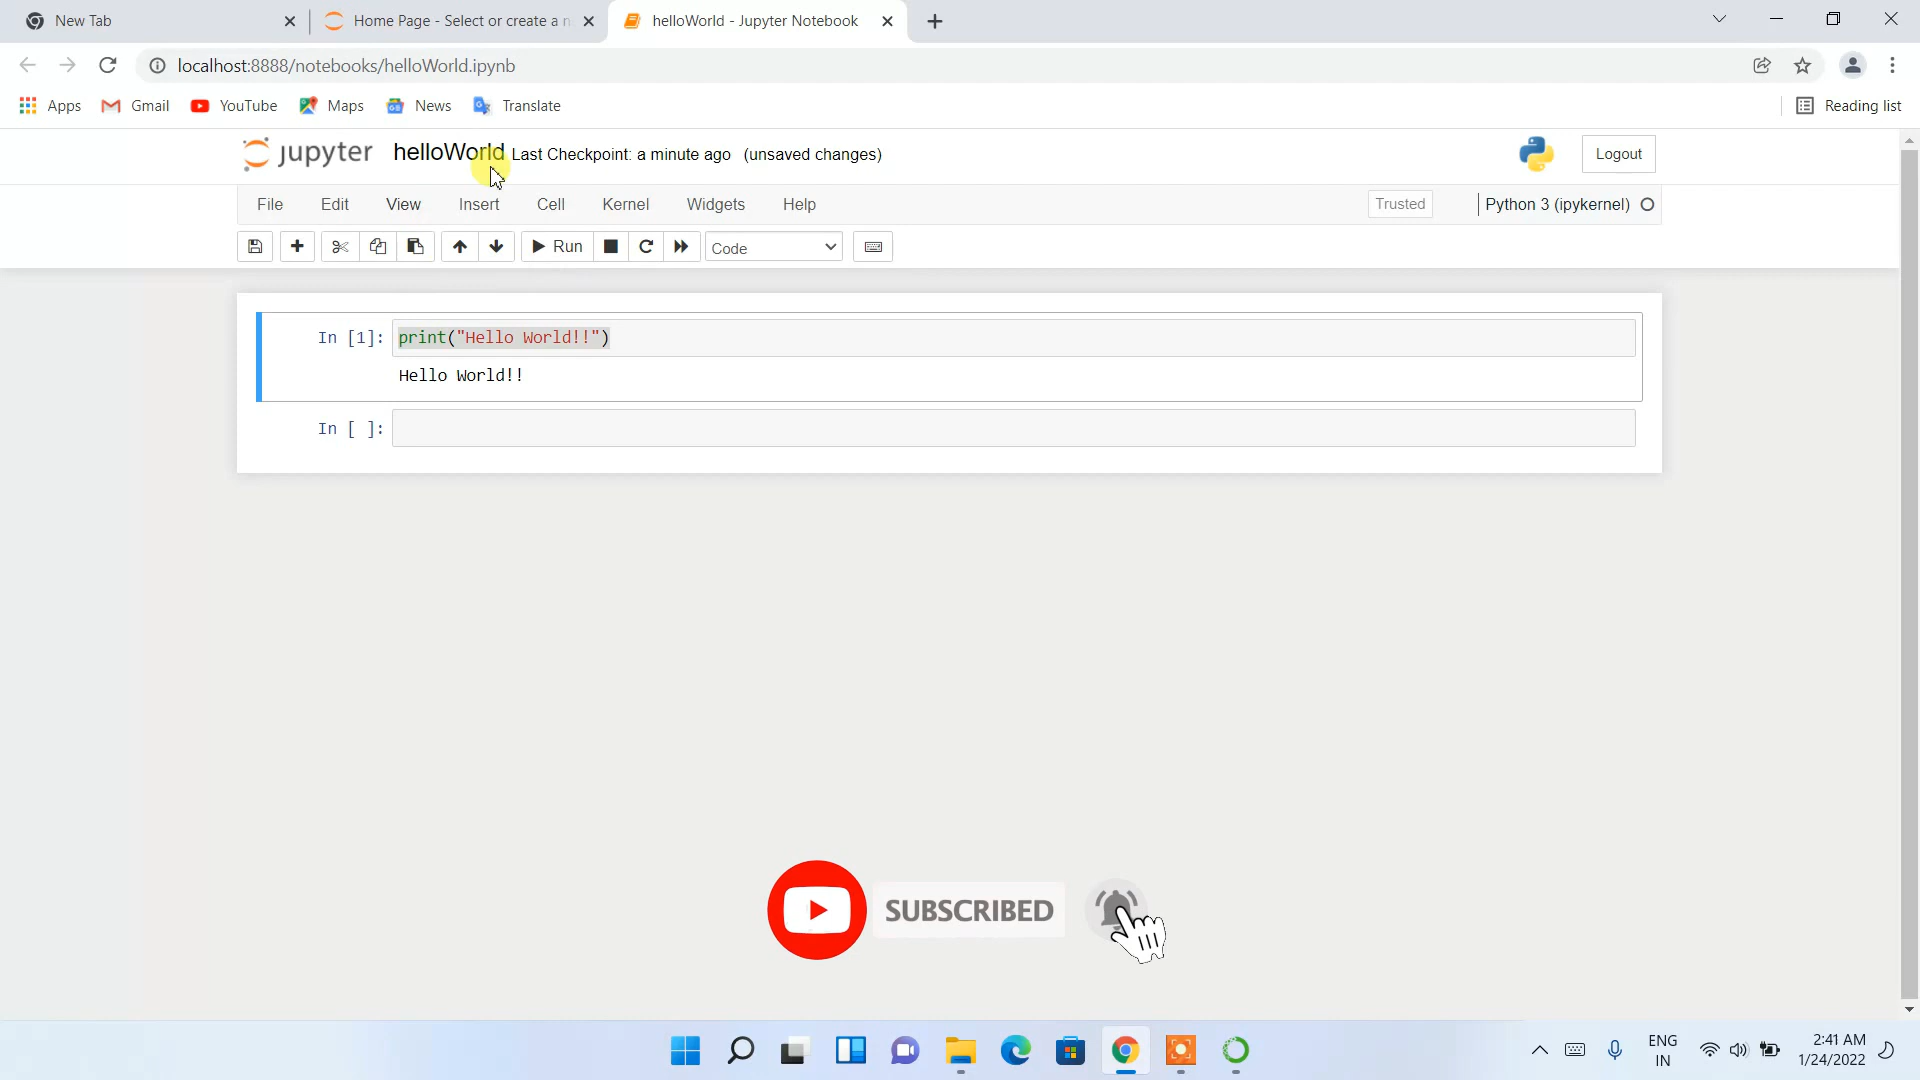 New Tab
Home Page - Select or create a n
helloWorld - Jupyter Notebook
localhost:8888/notebooks/helloWorld.ipynb
Apps
Gmail
YouTube
Maps
News
Translate
Reading list
jupyter
helloWorld Last Checkpoint: a minute ago (unsaved changes)
Logout
File
Edit
View
Insert
Cell
Kernel
Widgets
Help
Trusted
Python 3 (ipykernel)
Run
Code
In [1]: print("Hello World!!")
Hello World!!
In [ ]:
SUBSCRIBED
ENG
IN
2:41 AM
1/24/2022